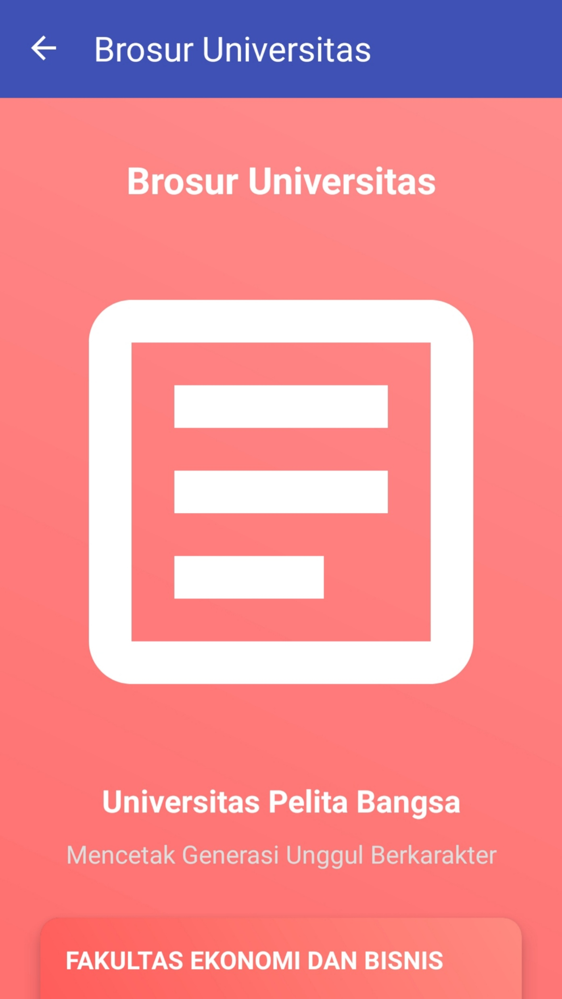 Brosur Universitas
Brosur Universitas
Universitas Pelita Bangsa
Mencetak Generasi Unggul Berkarakter
FAKULTAS EKONOMI DAN BISNIS